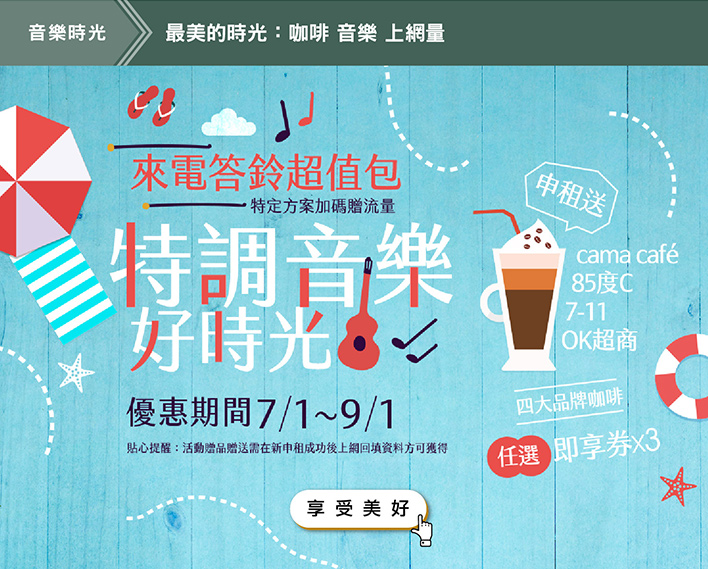 音樂時光
最美的時光：咖啡 音樂 上網量
來電答鈴超值包
特定方案加碼贈流量
特調音樂
好時光
優惠期間7/1~9/1
貼心提醒：活動贈品贈送需在新申租成功後上網回填資料方可獲得
申租送
cama café
85度C
7-11
OK超商
四大品牌咖啡
任選 即享券x3
享受美好